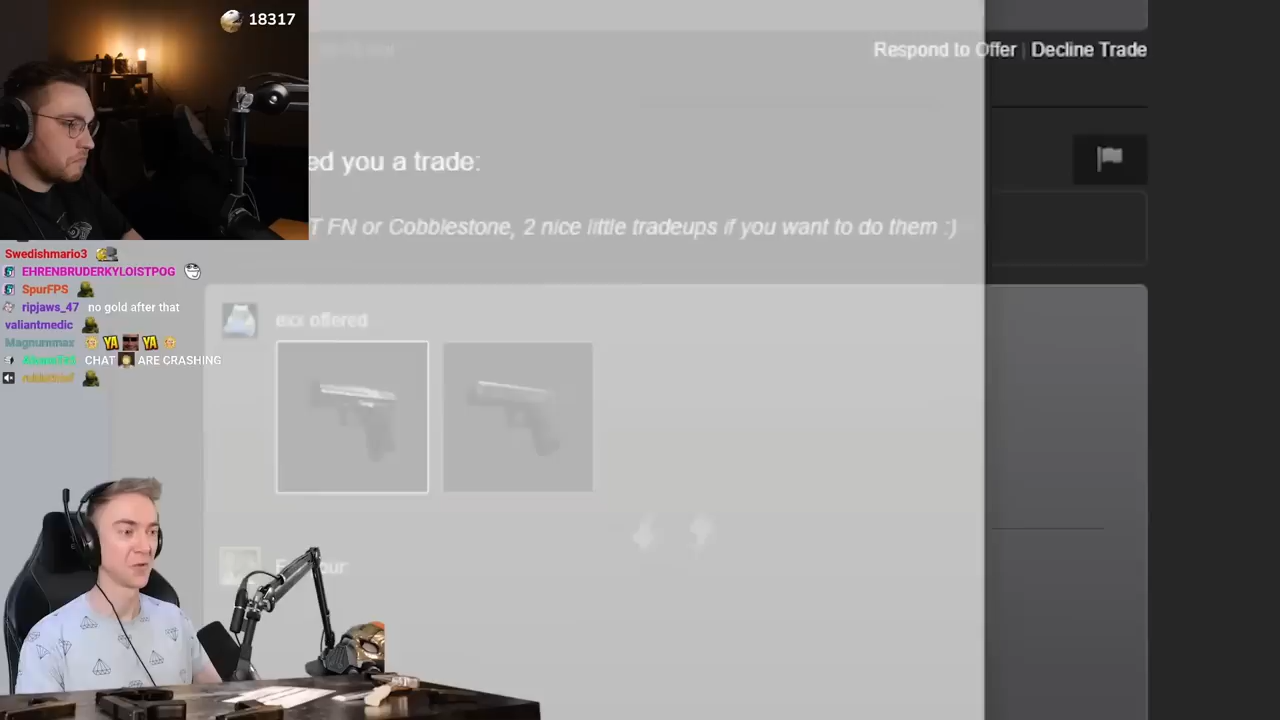 18317
Respond to Offer | Decline Trade
ed you a trade:
T FN or Cobblestone, 2 nice little tradeups if you want to do them :)
Swedishmario3
EHRENBRUDERKYLOISTPOG
SpurFPS
ripjaws_47 no gold after that
valiantmedic
Magnummax YA YA
CHAT ARE CRASHING
offered